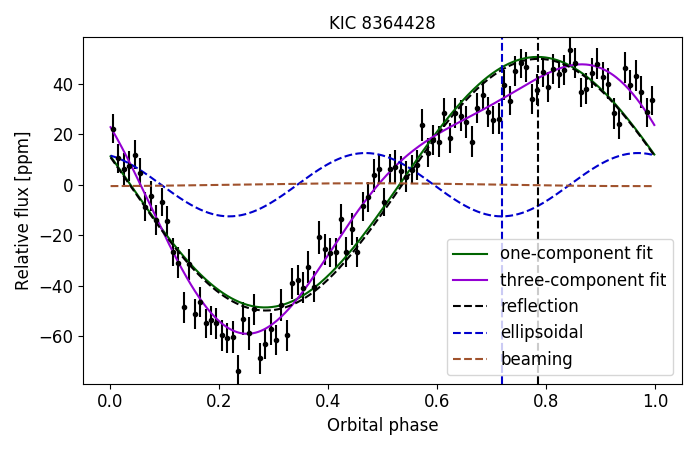 KIC 8364428
Relative flux [ppm]
40
20
0
−20
−40
−60
one-component fit
three-component fit
reflection
ellipsoidal
beaming
0.0 0.2 0.4 0.6 0.8 1.0
Orbital phase